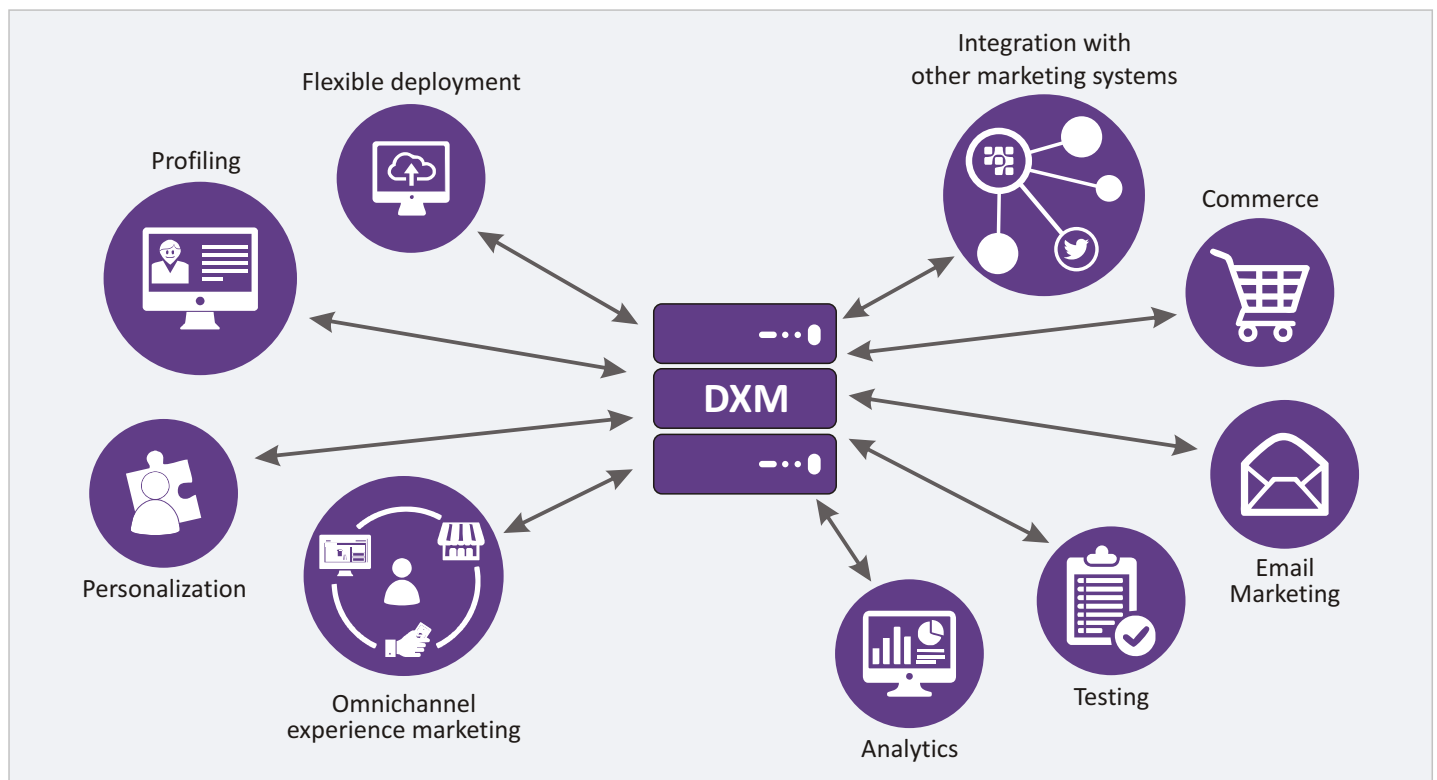 Flexible deployment
Integration with
other marketing systems
Profiling
Commerce
DXM
Personalization
Email
Marketing
Omnichannel
experience marketing
Testing
Analytics